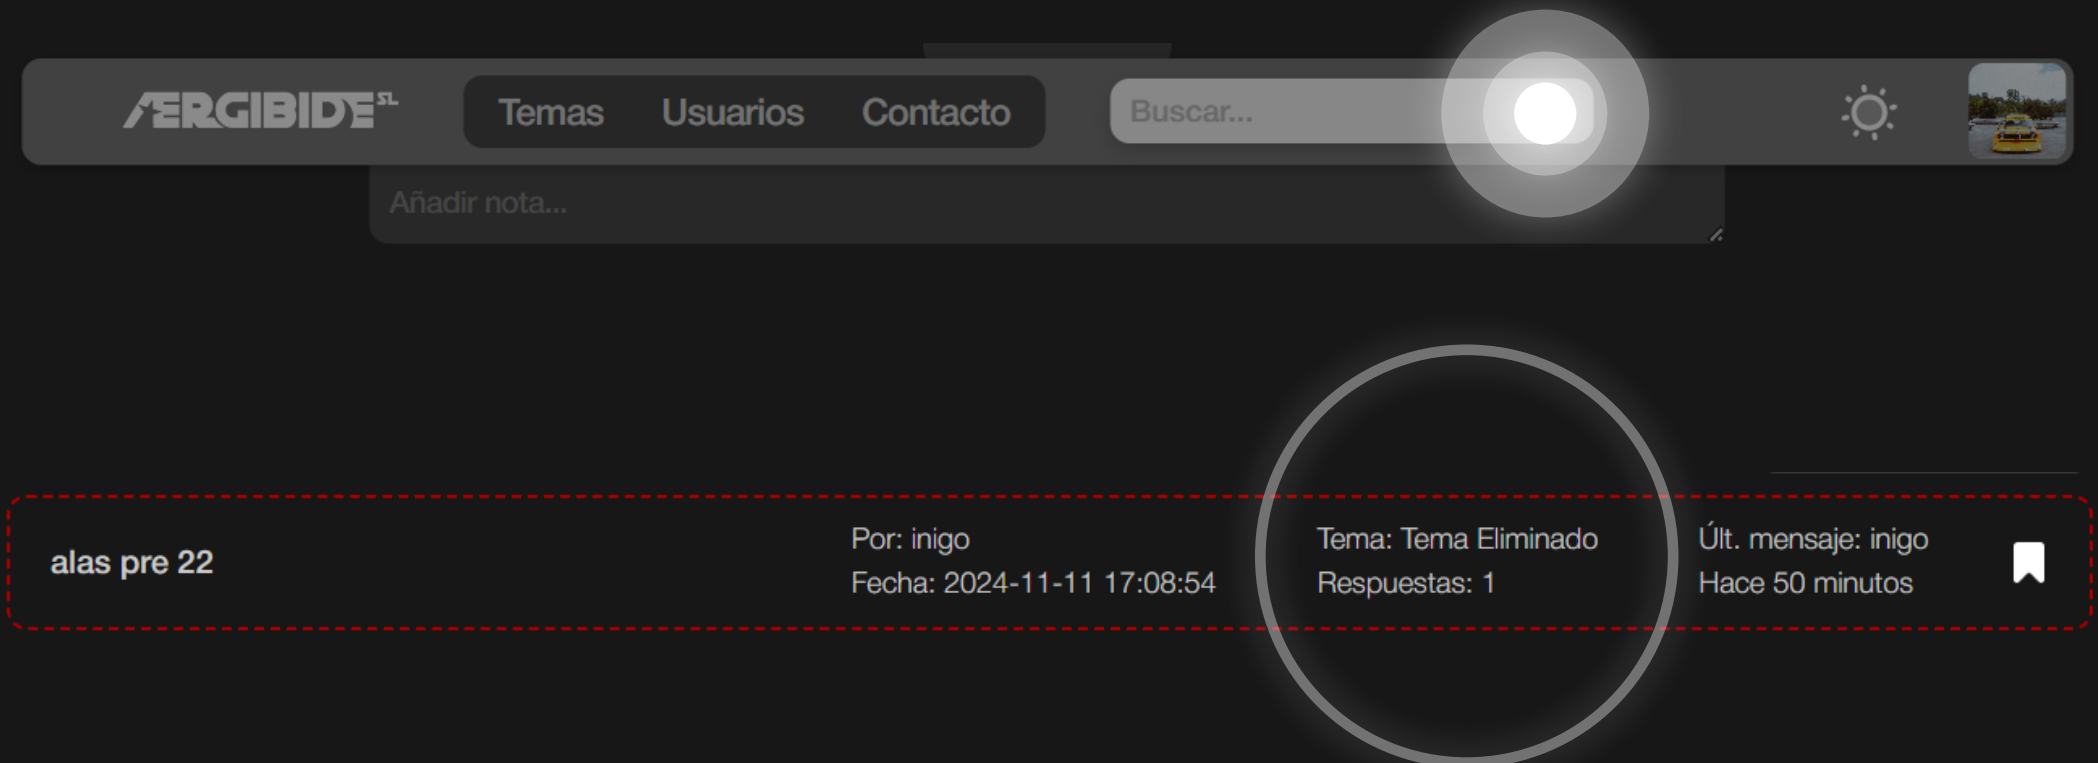 ÆRGIBIDE SL
Temas Usuarios Contacto
Buscar...
Añadir nota...
alas pre 22
Por: inigo
Fecha: 2024-11-11 17:08:54
Tema: Tema Eliminado
Respuestas: 1
Últ. mensaje: inigo
Hace 50 minutos